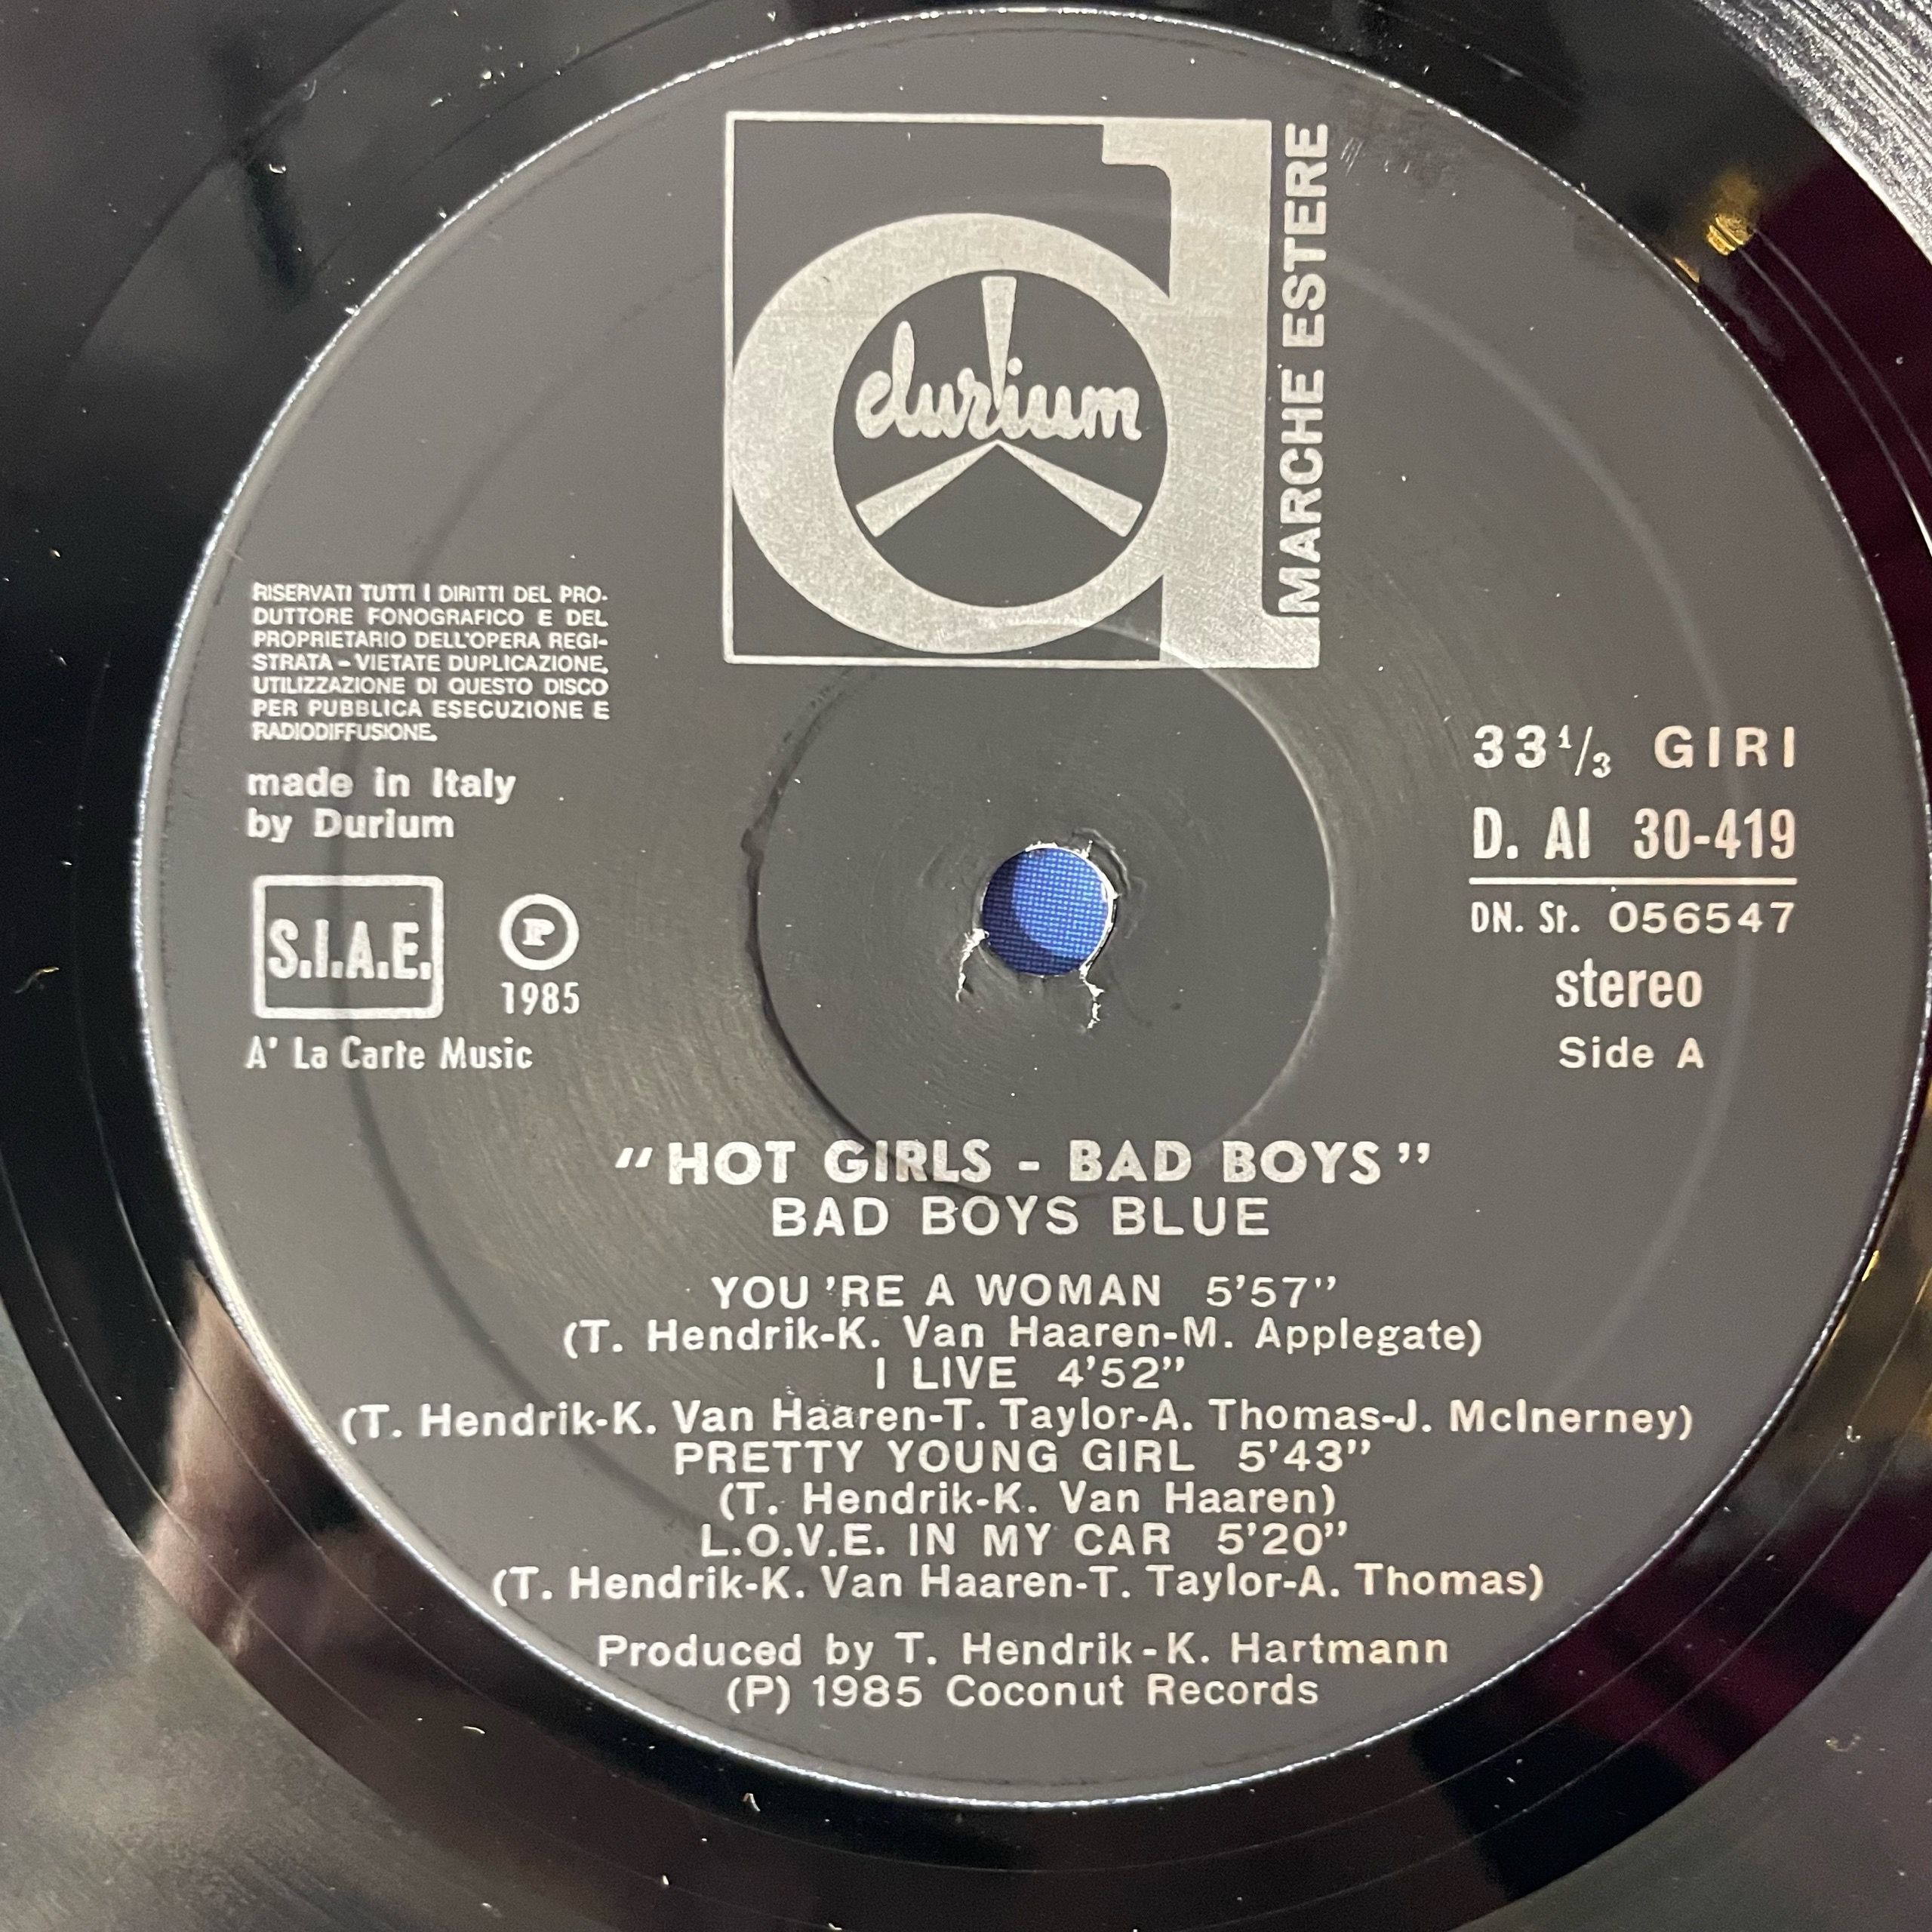 durium
MARCHE ESTERE
RISERVATI TUTTI I DIRITTI DEL PRO-
DUTTORE FONOGRAFICO E DEL
PROPRIETARIO DELL'OPERA REGI-
STRATA - VIETATE DUPLICAZIONE,
UTILIZZAZIONE DI QUESTO DISCO
PER PUBBLICA ESECUZIONE E
RADIODIFFUSIONE.
made in Italy
by Durium
S.I.A.E.
P
1985
A' La Carte Music
33 1/3 GIRI
D. AI 30-419
DN. St. 056547
stereo
Side A
"HOT GIRLS - BAD BOYS"
BAD BOYS BLUE
YOU 'RE A WOMAN 5'57"
(T. Hendrik-K. Van Haaren-M. Applegate)
I LIVE 4'52"
(T. Hendrik-K. Van Haaren-T. Taylor-A. Thomas-J. McInerney)
PRETTY YOUNG GIRL 5'43"
(T. Hendrik-K. Van Haaren)
L.O.V.E. IN MY CAR 5'20"
(T. Hendrik-K. Van Haaren-T. Taylor-A. Thomas)
Produced by T. Hendrik - K. Hartmann
(P) 1985 Coconut Records